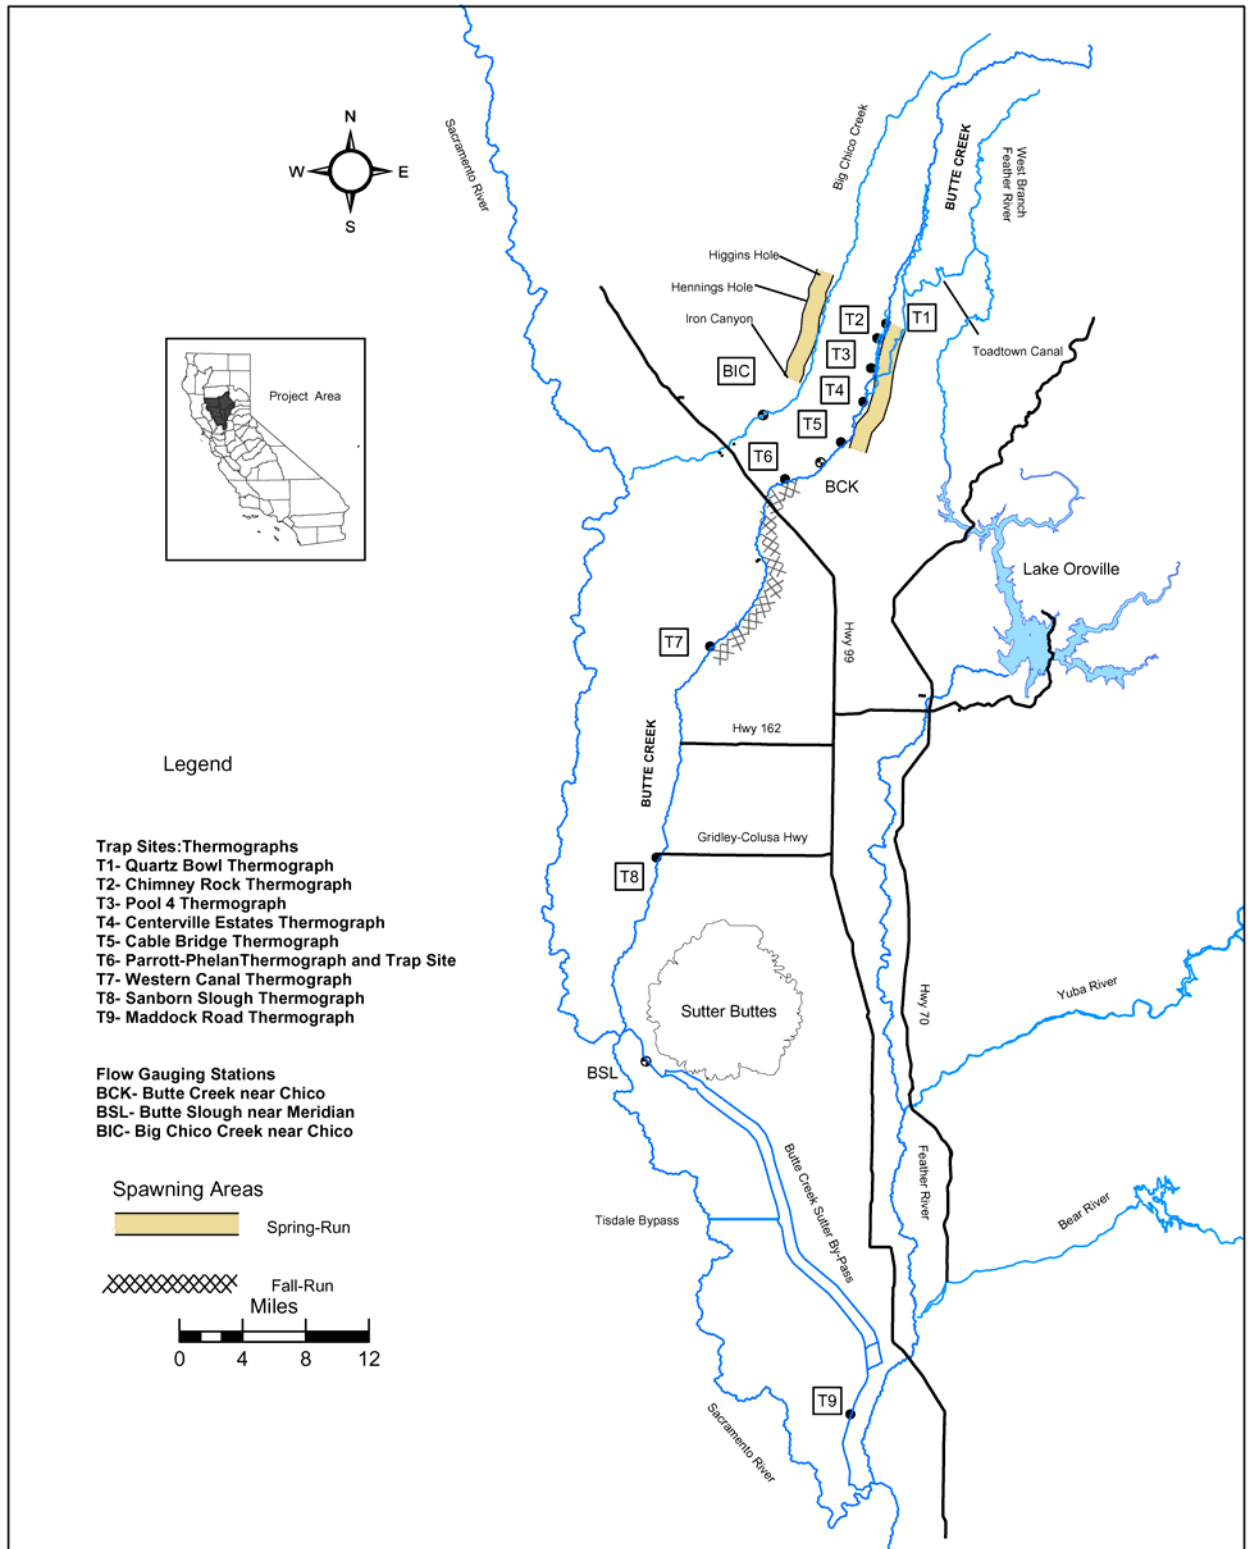 N
W
E
S
Sacramento River
Big Chico Creek
BUTTE CREEK
West Branch
Feather River
Higgins Hole
Hennings Hole
Iron Canyon
T2
T1
T3
Toadtown Canal
BIC
T4
Project Area
T5
T6
BCK
Lake Oroville
Hwy 99
T7
Hwy 162
BUTTE CREEK
Legend
Gridley-Colusa Hwy
T8
Trap Sites:Thermographs
T1- Quartz Bowl Thermograph
T2- Chimney Rock Thermograph
T3- Pool 4 Thermograph
T4- Centerville Estates Thermograph
T5- Cable Bridge Thermograph
T6- Parrott-PhelanThermograph and Trap Site
T7- Western Canal Thermograph
T8- Sanborn Slough Thermograph
T9- Maddock Road Thermograph
Sutter Buttes
Hwy 70
Yuba River
BSL
Flow Gauging Stations
BCK- Butte Creek near Chico
BSL- Butte Slough near Meridian
BIC- Big Chico Creek near Chico
Butte Creek Sutter By-Pass
Feather River
Bear River
Tisdale Bypass
Spawning Areas
Spring-Run
Fall-Run
Miles
0 4 8 12
T9
Sacramento River